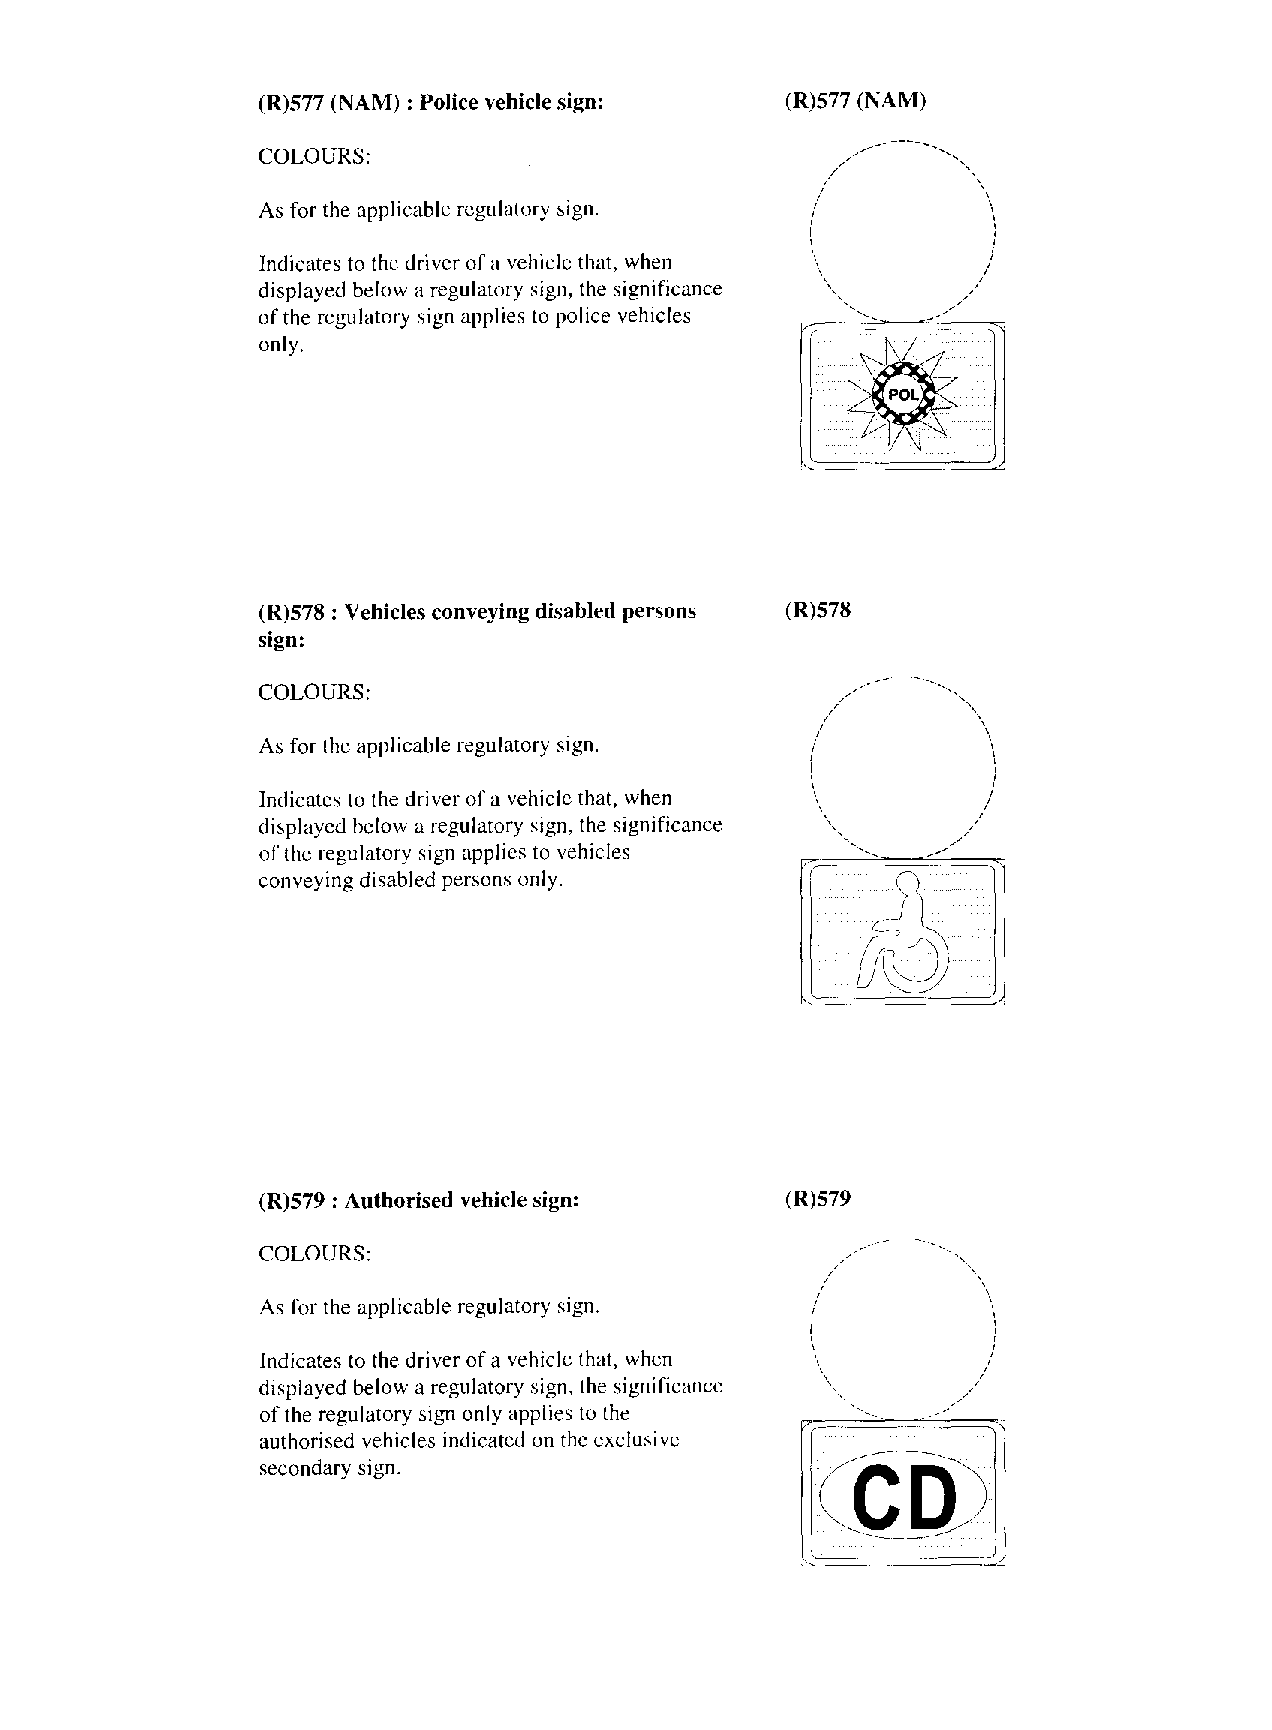 (R)577 (NAM) : Police vehicle sign:
(R)577 (NAM)
COLOURS:
As for the applicable regulatory sign.
Indicates to the driver of a vehicle that, when
displayed below a regulatory sign, the significance
of the regulatory sign applies to police vehicles
only.
POL
(R)578 : Vehicles conveying disabled persons
sign:
(R)578
COLOURS:
As for the applicable regulatory sign.
Indicates to the driver of a vehicle that, when
displayed below a regulatory sign, the significance
of the regulatory sign applies to vehicles
conveying disabled persons only.
(R)579 : Authorised vehicle sign:
(R)579
COLOURS:
As for the applicable regulatory sign.
Indicates to the driver of a vehicle that, when
displayed below a regulatory sign, the significance
of the regulatory sign only applies to the
authorised vehicles indicated on the exclusive
secondary sign.
CD